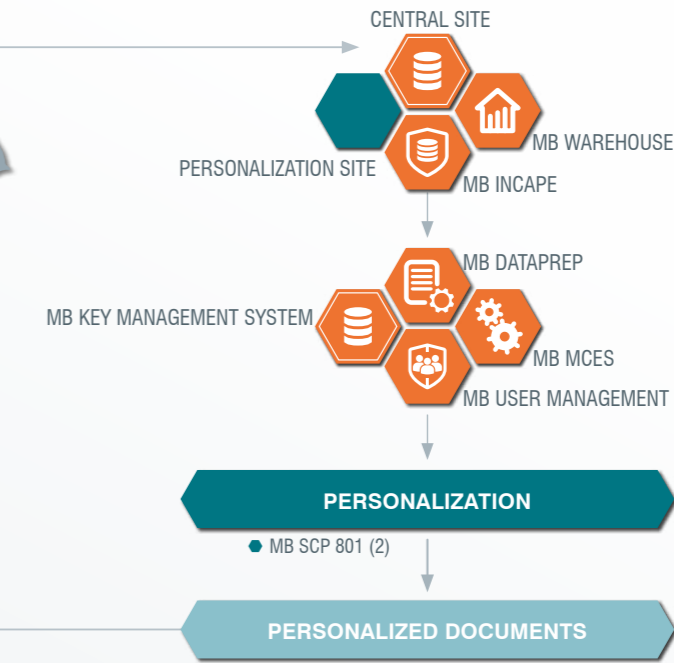 CENTRAL SITE
MB WAREHOUSE
PERSONALIZATION SITE
MB INCAPE
MB DATAPREP
MB KEY MANAGEMENT SYSTEM
MB MCES
MB USER MANAGEMENT
PERSONALIZATION
MB SCP 801 (2)
PERSONALIZED DOCUMENTS